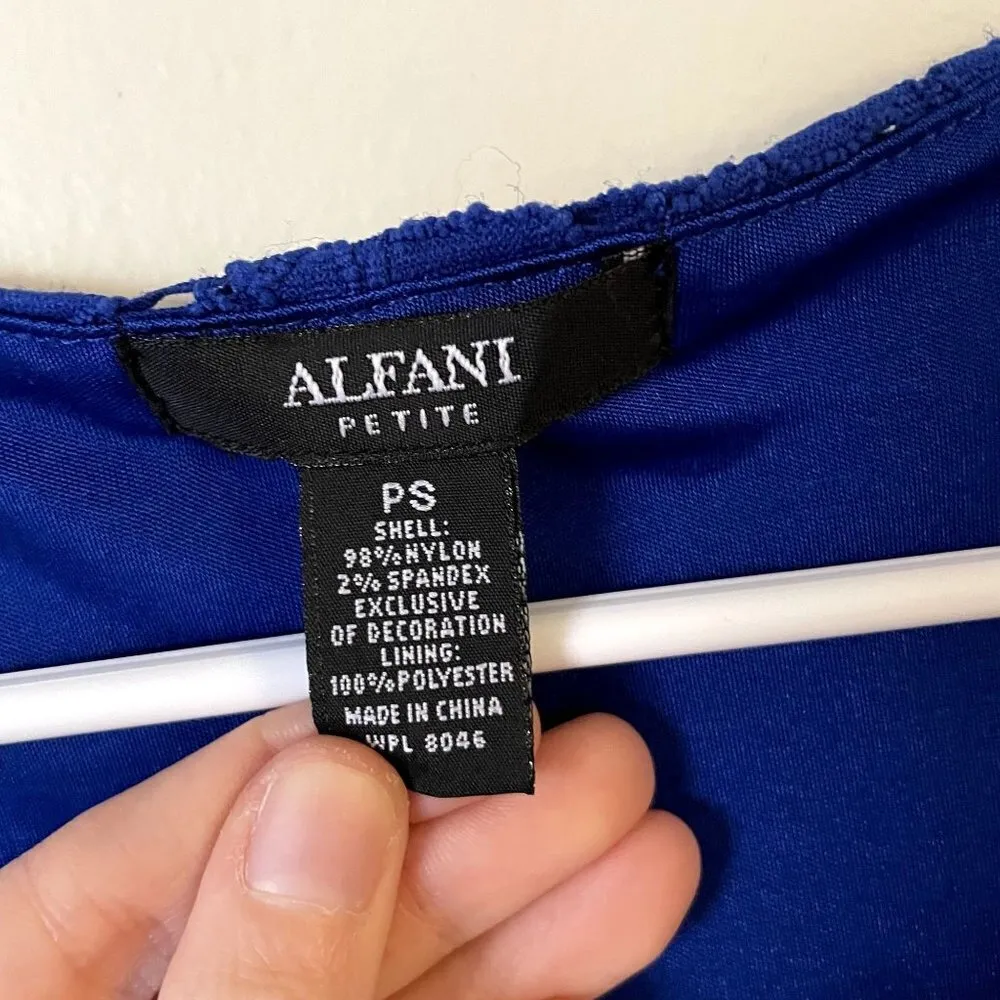 ALFANI
PETITE
PS
SHELL:
98% NYLON
2% SPANDEX
EXCLUSIVE
OF DECORATION
LINING:
100% POLYESTER
MADE IN CHINA
WPL 8046